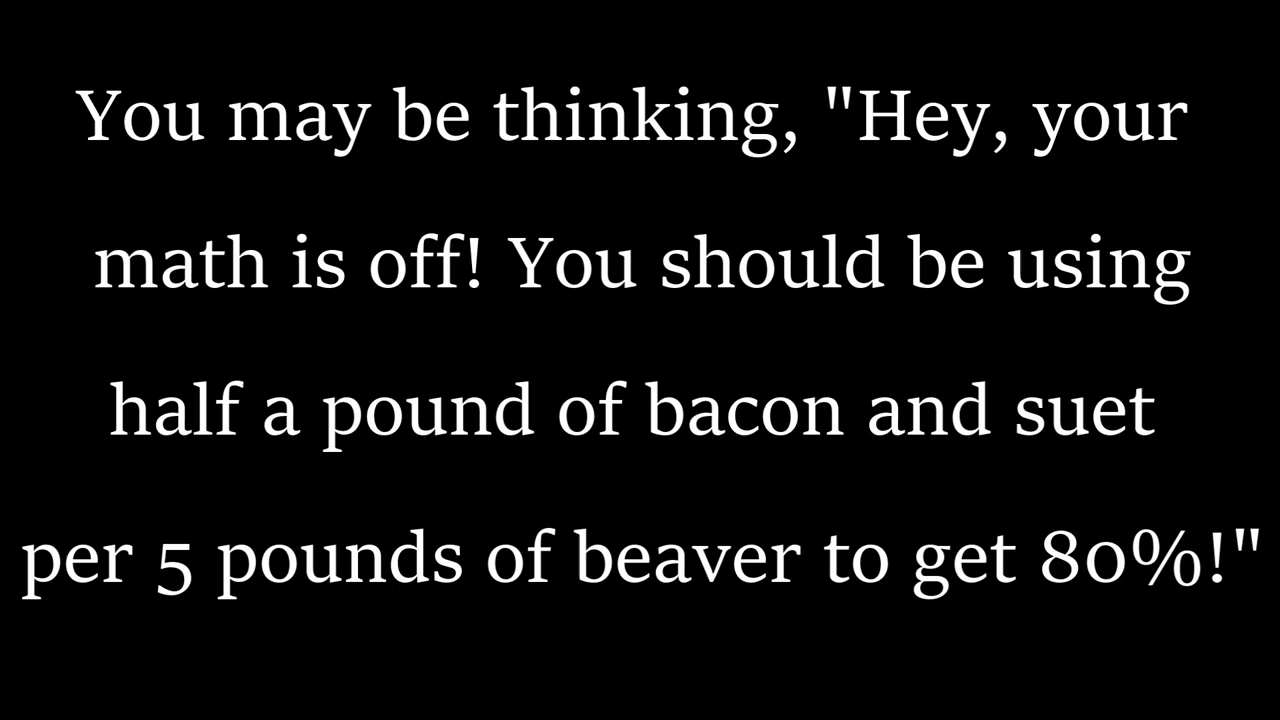 You may be thinking, "Hey, your
math is off! You should be using
half a pound of bacon and suet
per 5 pounds of beaver to get 80%!"